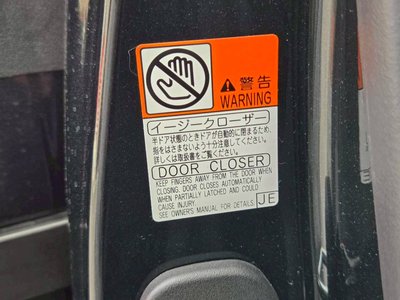 警告
WARNING
イージークローザー
半ドア状態のときドアが自動的に閉まるため、
指をはさまないよう十分注意してください。
詳しくは取扱書をご覧ください。
DOOR CLOSER
KEEP FINGERS AWAY FROM THE DOOR WHEN
CLOSING. DOOR CLOSES AUTOMATICALLY
WHEN PARTIALLY LATCHED AND COULD
CAUSE INJURY.
SEE OWNER'S MANUAL FOR DETAILS.
JE